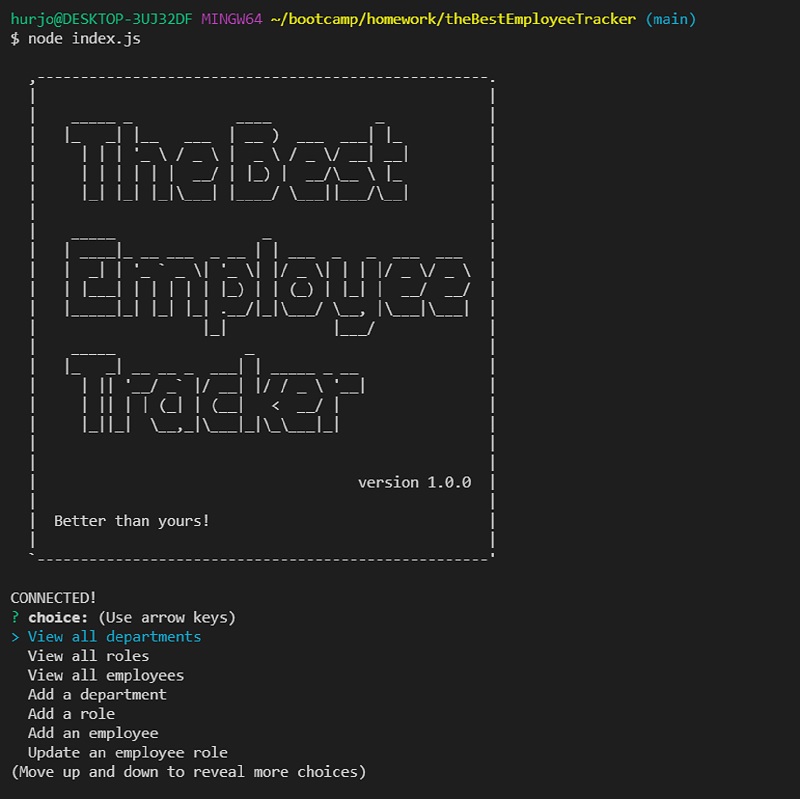 hurjo@DESKTOP-3UJ32DF MINGW64 ~/bootcamp/homework/theBestEmployeeTracker (main)
$ node index.js
The Best
Employee
Tracker
version 1.0.0
Better than yours!
CONNECTED!
? choice: (Use arrow keys)
> View all departments
View all roles
View all employees
Add a department
Add a role
Add an employee
Update an employee role
(Move up and down to reveal more choices)